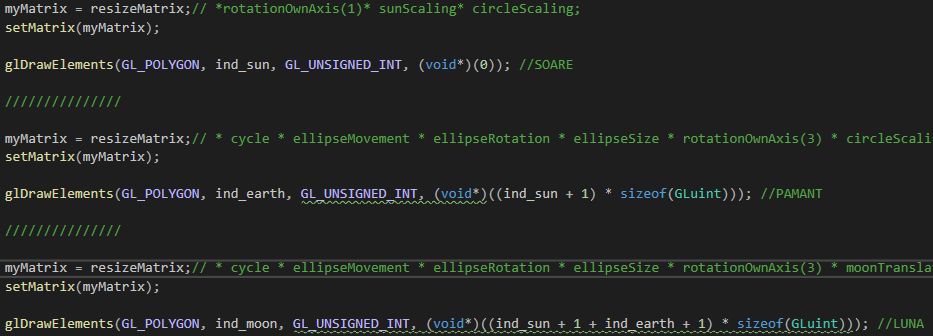 myMatrix = resizeMatrix;// *rotationOwnAxis(1)* sunScaling* circleScaling;
setMatrix(myMatrix);
glDrawElements(GL_POLYGON, ind_sun, GL_UNSIGNED_INT, (void*)(0)); //SOARE
///////////////
myMatrix = resizeMatrix;// * cycle * ellipseMovement * ellipseRotation * ellipseSize * rotationOwnAxis(3) * circleScali
setMatrix(myMatrix);
glDrawElements(GL_POLYGON, ind_earth, GL_UNSIGNED_INT, (void*)((ind_sun + 1) * sizeof(GLuint))); //PAMANT
///////////////
myMatrix = resizeMatrix;// * cycle * ellipseMovement * ellipseRotation * ellipseSize * rotationOwnAxis(3) * moonTransla
setMatrix(myMatrix);
glDrawElements(GL_POLYGON, ind_moon, GL_UNSIGNED_INT, (void*)((ind_sun + 1 + ind_earth + 1) * sizeof(GLuint))); //LUNA